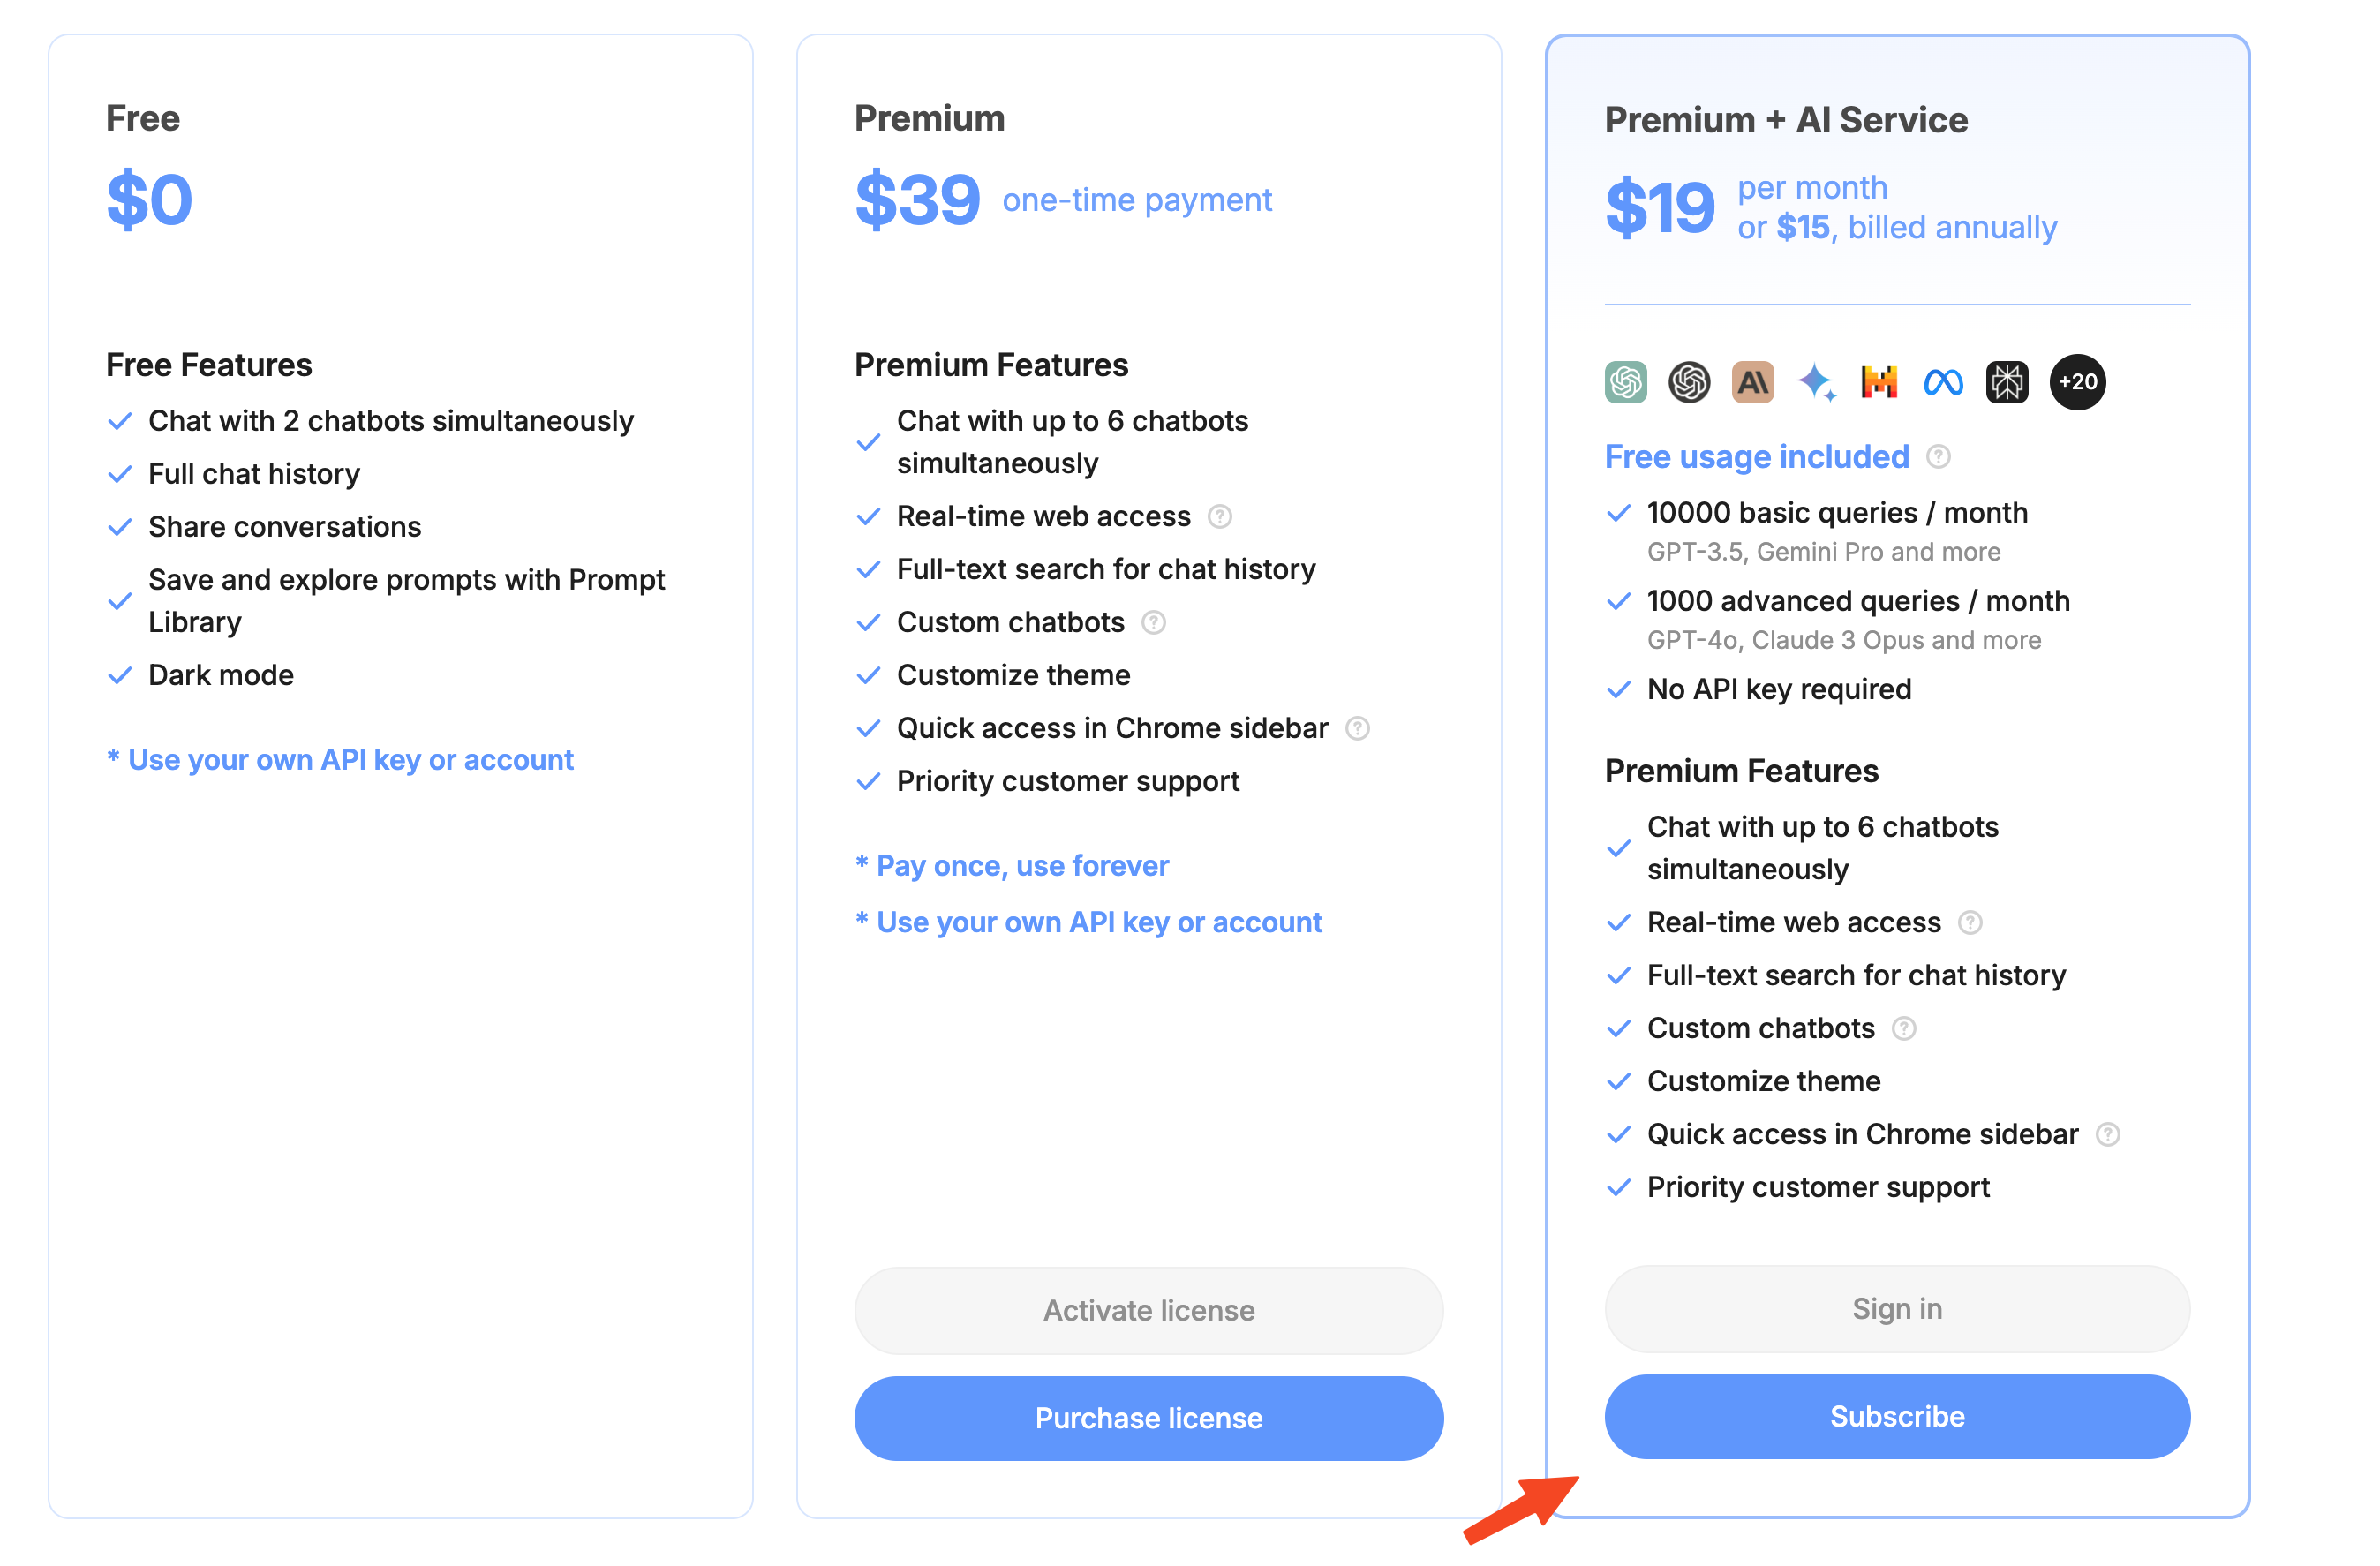 Free
$0
Free Features
Chat with 2 chatbots simultaneously
Full chat history
Share conversations
Save and explore prompts with Prompt
Library
Dark mode
* Use your own API key or account
Premium
$39 one-time payment
Premium Features
Chat with up to 6 chatbots
simultaneously
Real-time web access ?
Full-text search for chat history
Custom chatbots ?
Customize theme
Quick access in Chrome sidebar ?
Priority customer support
* Pay once, use forever
* Use your own API key or account
Activate license
Purchase license
Premium + AI Service
$19 per month
or $15, billed annually
+20
Free usage included ?
10000 basic queries / month
GPT-3.5, Gemini Pro and more
1000 advanced queries / month
GPT-4o, Claude 3 Opus and more
No API key required
Premium Features
Chat with up to 6 chatbots
simultaneously
Real-time web access ?
Full-text search for chat history
Custom chatbots ?
Customize theme
Quick access in Chrome sidebar ?
Priority customer support
Sign in
Subscribe